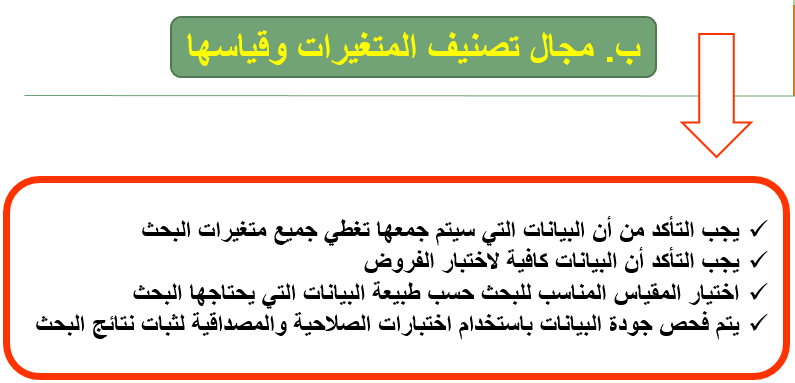 ب. مجال تصنيف المتغيرات وقياسها
✓ يجب التأكد من أن البيانات التي سيتم جمعها تغطي جميع متغيرات البحث
✓ يجب التأكد أن البيانات كافية لاختبار الفروض
✓ اختيار المقياس المناسب للبحث حسب طبيعة البيانات التي يحتاجها البحث
✓ يتم فحص جودة البيانات باستخدام اختبارات الصلاحية والمصداقية لثبات نتائج البحث